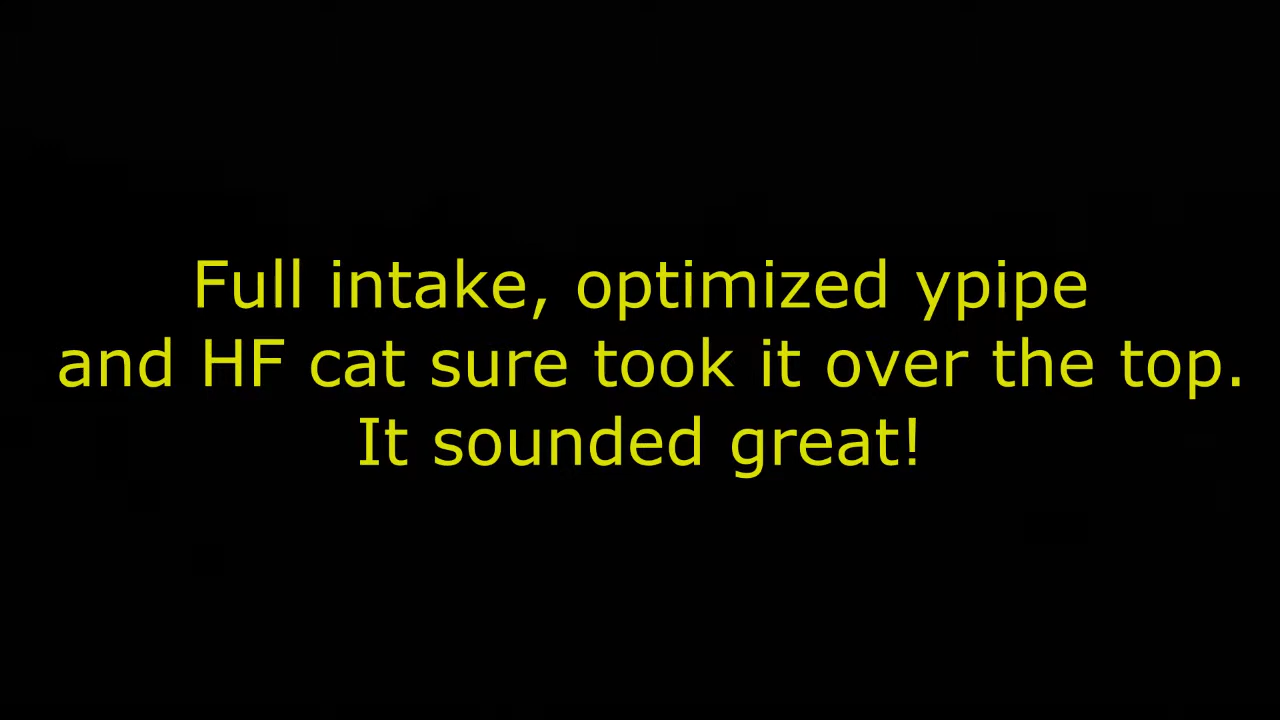 Full intake, optimized ypipe
and HF cat sure took it over the top.
It sounded great!